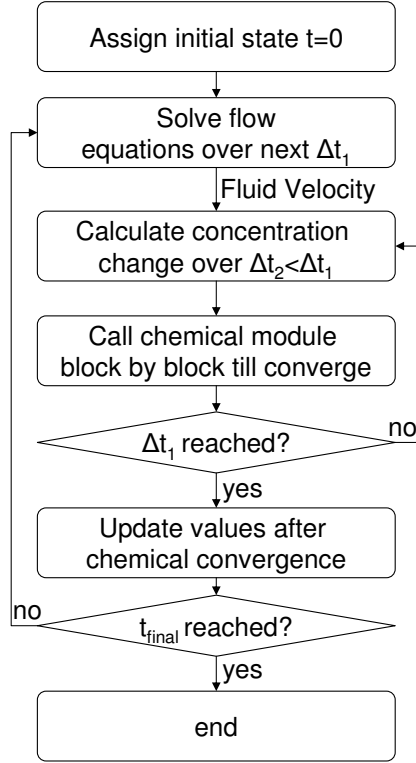 Assign initial state t=0
Solve flow
equations over next Δt₁
Fluid Velocity
Calculate concentration
change over Δt₂<Δt₁
Call chemical module
block by block till converge
Δt₁ reached?
no
yes
Update values after
chemical convergence
no
t_final reached?
yes
end